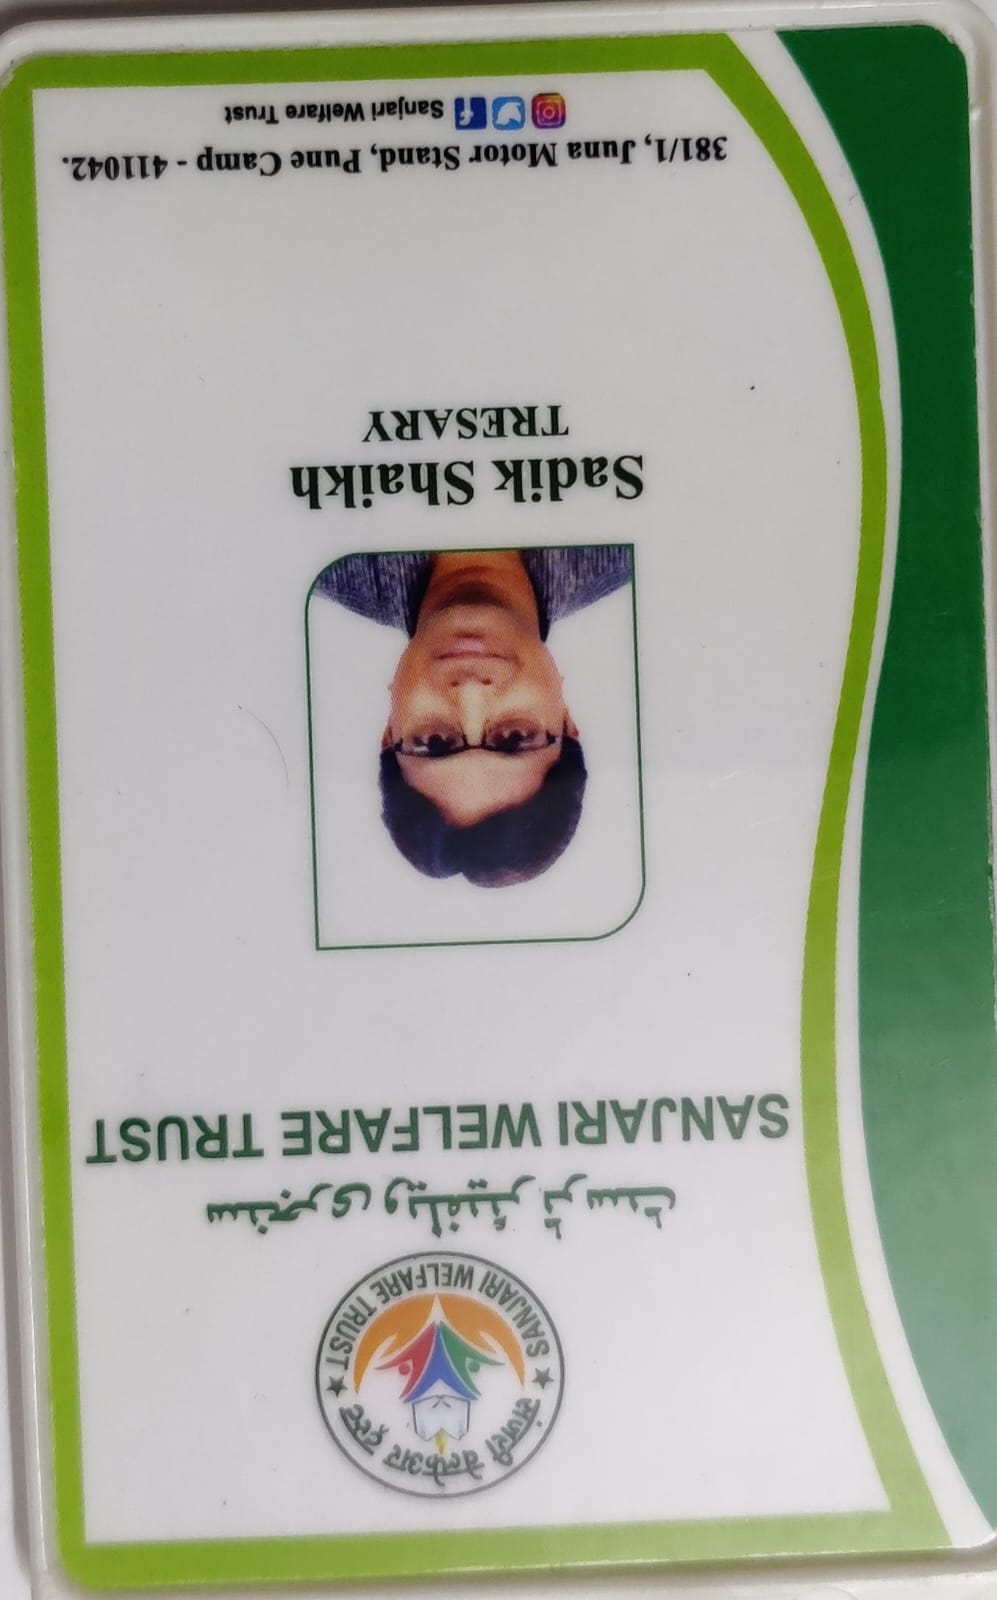 संजरी वेल्फेअर ट्रस्ट
★ SANJARI WELFARE TRUST ★
سنجری ویلفیئر ٹرسٹ
SANJARI WELFARE TRUST
Sadik Shaikh
TRESARY
381/1, Juna Motor Stand, Pune Camp - 411042.
Sanjari Welfare Trust